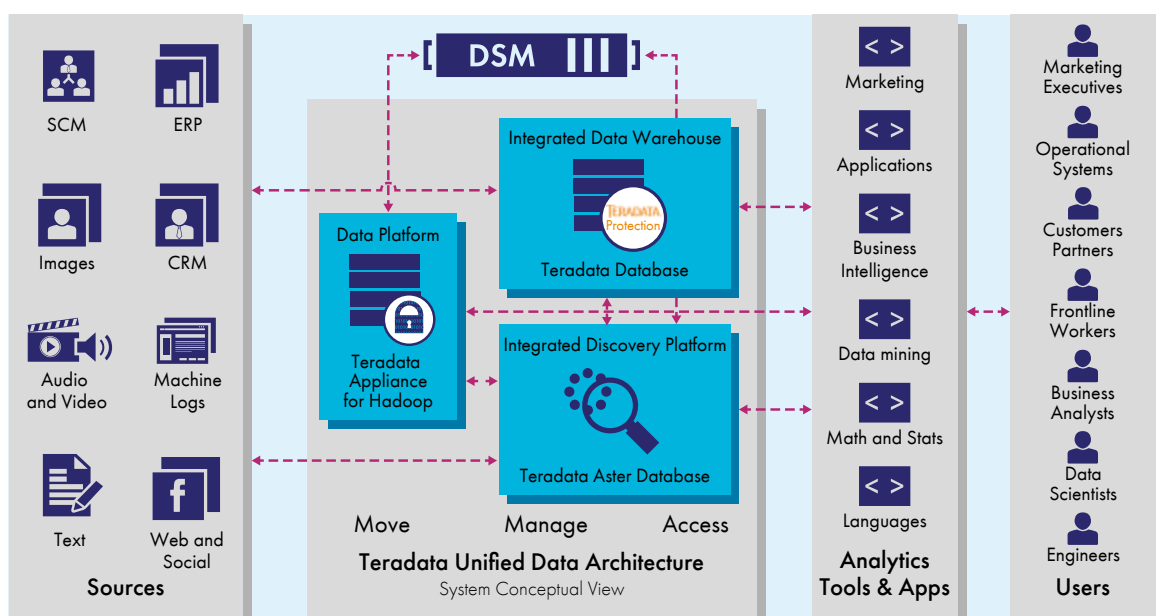 DSM
SCM
ERP
Images
CRM
Audio
and Video
Machine
Logs
Text
Web and
Social
Sources
Integrated Data Warehouse
TERADATA
Protection
Teradata Database
Data Platform
Teradata
Appliance
for Hadoop
Integrated Discovery Platform
Teradata Aster Database
Move
Manage
Access
Teradata Unified Data Architecture
System Conceptual View
< >
Marketing
< >
Applications
< >
Business
Intelligence
< >
Data mining
< >
Math and Stats
< >
Languages
Analytics
Tools & Apps
Marketing
Executives
Operational
Systems
Customers
Partners
Frontline
Workers
Business
Analysts
Data
Scientists
Engineers
Users